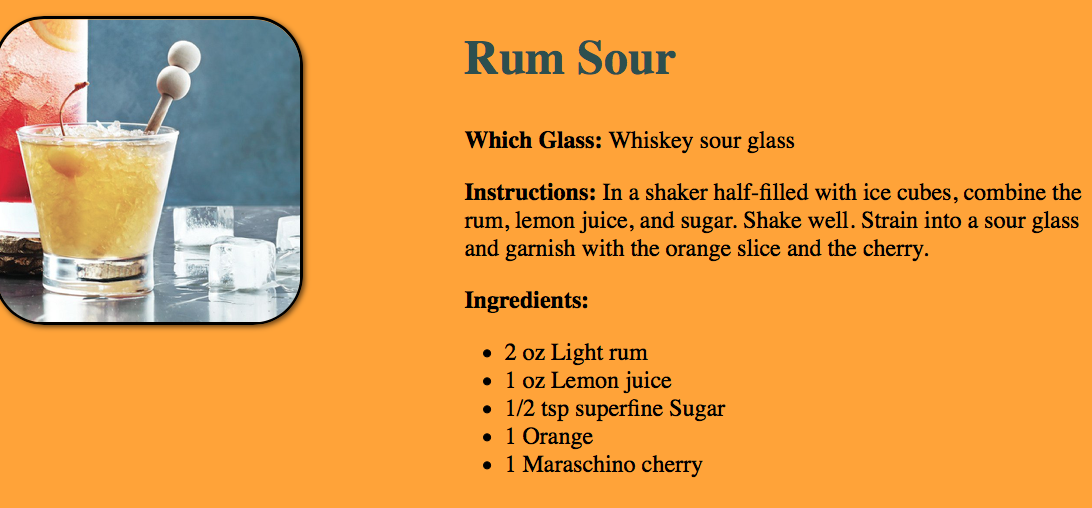 Rum Sour
Which Glass: Whiskey sour glass
Instructions: In a shaker half-filled with ice cubes, combine the
rum, lemon juice, and sugar. Shake well. Strain into a sour glass
and garnish with the orange slice and the cherry.
Ingredients:
• 2 oz Light rum
• 1 oz Lemon juice
• 1/2 tsp superfine Sugar
• 1 Orange
• 1 Maraschino cherry